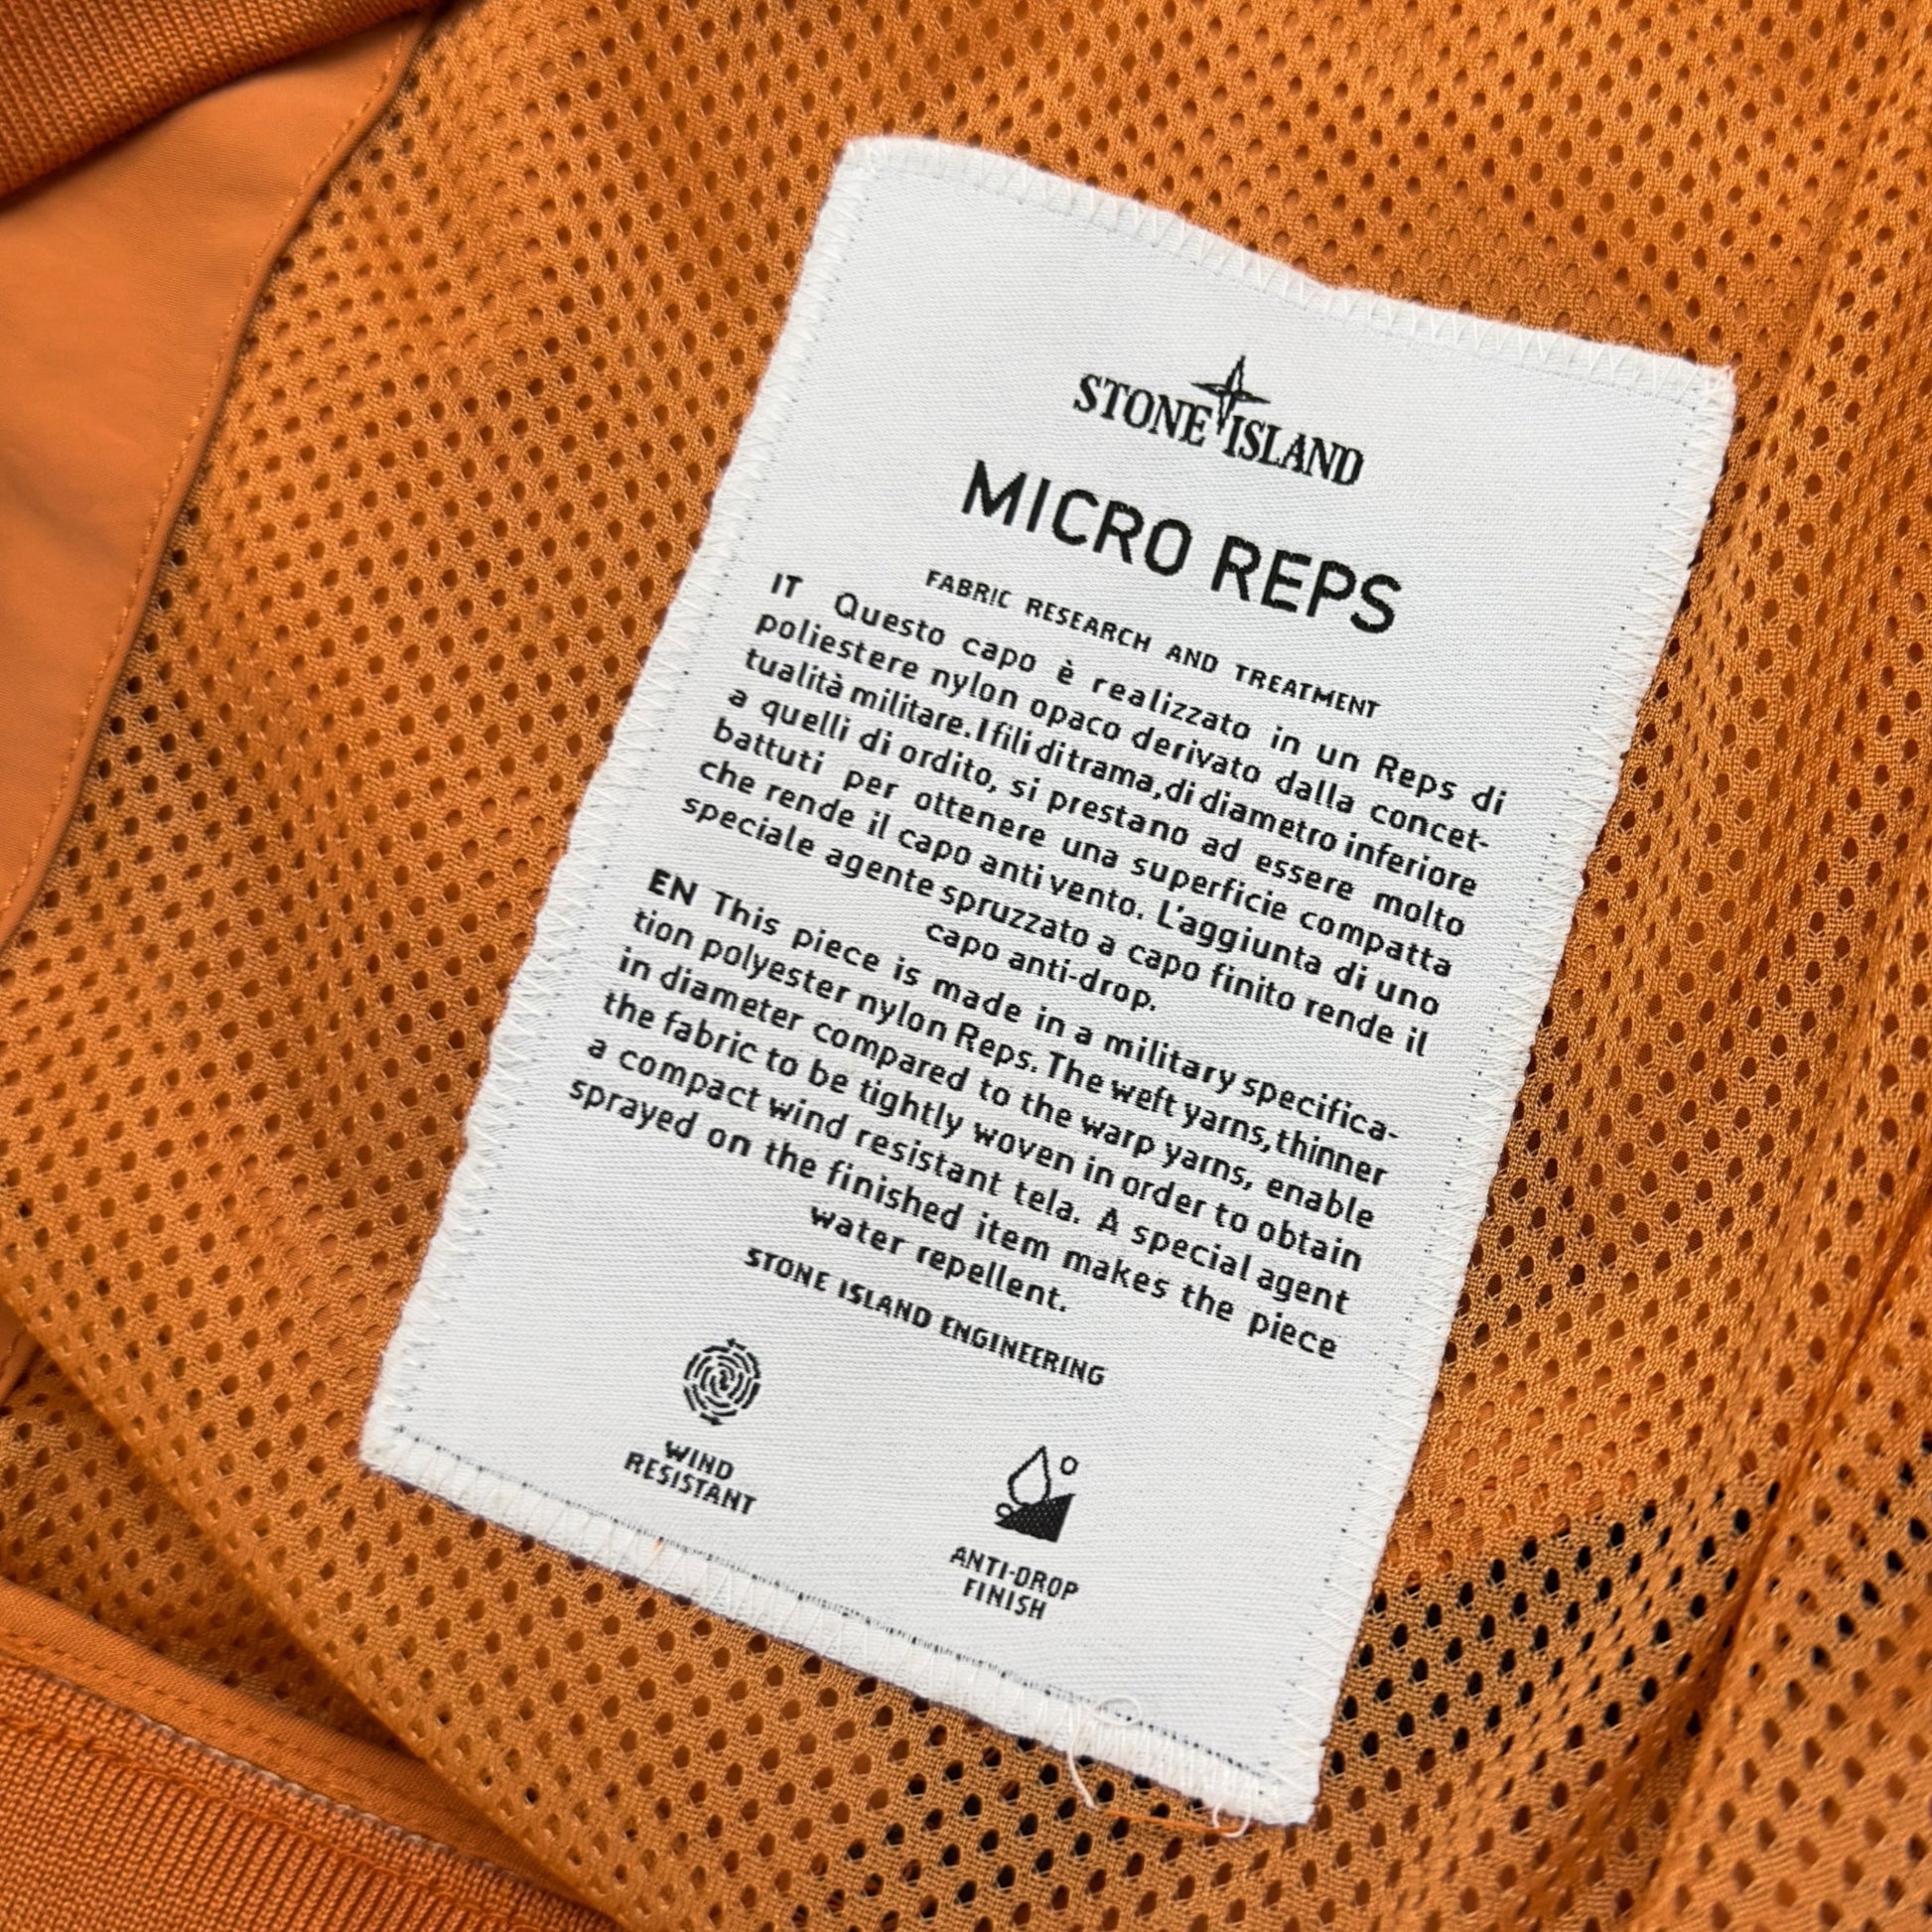 STONE ISLAND
MICRO REPS
FABRIC RESEARCH AND TREATMENT
IT Questo capo è realizzato in un Reps di
poliestere nylon opaco derivato dalla concet-
tualità militare. I fili di trama, di diametro inferiore
a quelli di ordito, si prestano ad essere molto
battuti per ottenere una superficie compatta
che rende il capo anti vento. L'aggiunta di uno
speciale agente spruzzato a capo finito rende il
capo anti-drop.
EN This piece is made in a military specifica-
tion polyester nylon Reps. The weft yarns, thinner
in diameter compared to the warp yarns, enable
the fabric to be tightly woven in order to obtain
a compact wind resistant tela. A special agent
sprayed on the finished item makes the piece
water repellent.
STONE ISLAND ENGINEERING
WIND
RESISTANT
ANTI-DROP
FINISH